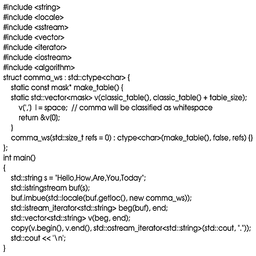 #include <string>
#include <locale>
#include <sstream>
#include <vector>
#include <iterator>
#include <iostream>
#include <algorithm>
struct comma_ws : std::ctype<char> {
static const mask* make_table() {
static std::vector<mask> v(classic_table(), classic_table() + table_size);
v[','] |= space; // comma will be classified as whitespace
return &v[0];
}
comma_ws(std::size_t refs = 0) : ctype<char>(make_table(), false, refs) {}
};
int main()
{
std::string s = "Hello,How,Are,You,Today";
std::istringstream buf(s);
buf.imbue(std::locale(buf.getloc(), new comma_ws));
std::istream_iterator<std::string> beg(buf), end;
std::vector<std::string> v(beg, end);
copy(v.begin(), v.end(), std::ostream_iterator<std::string>(std::cout, "."));
std::cout << '\n';
}